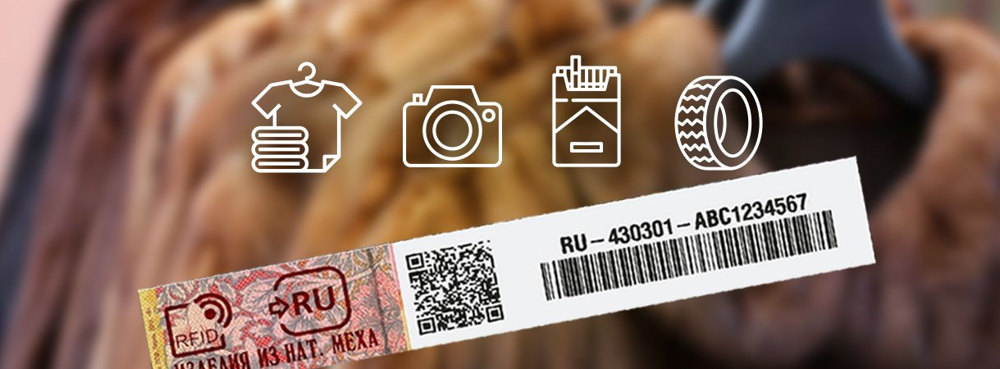 RU-430301-ABC1234567
RFID
RU
ИЗДЕЛИЯ ИЗ НАТ. МЕХА